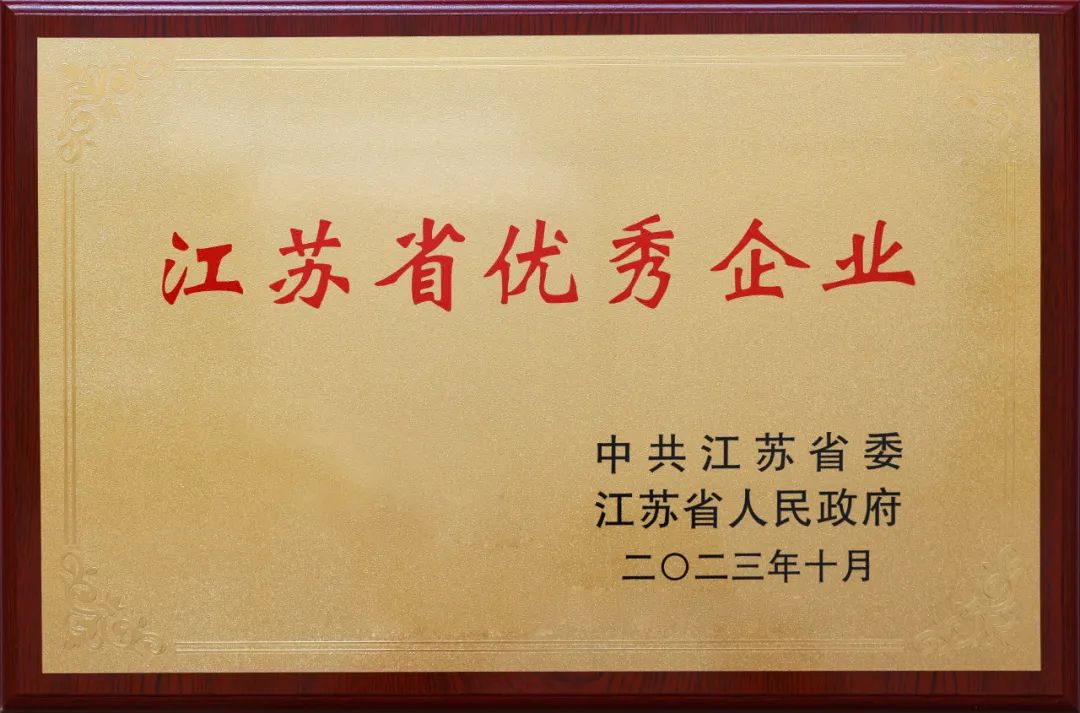 江苏省优秀企业
中共江苏省委
江苏省人民政府
二〇二三年十月